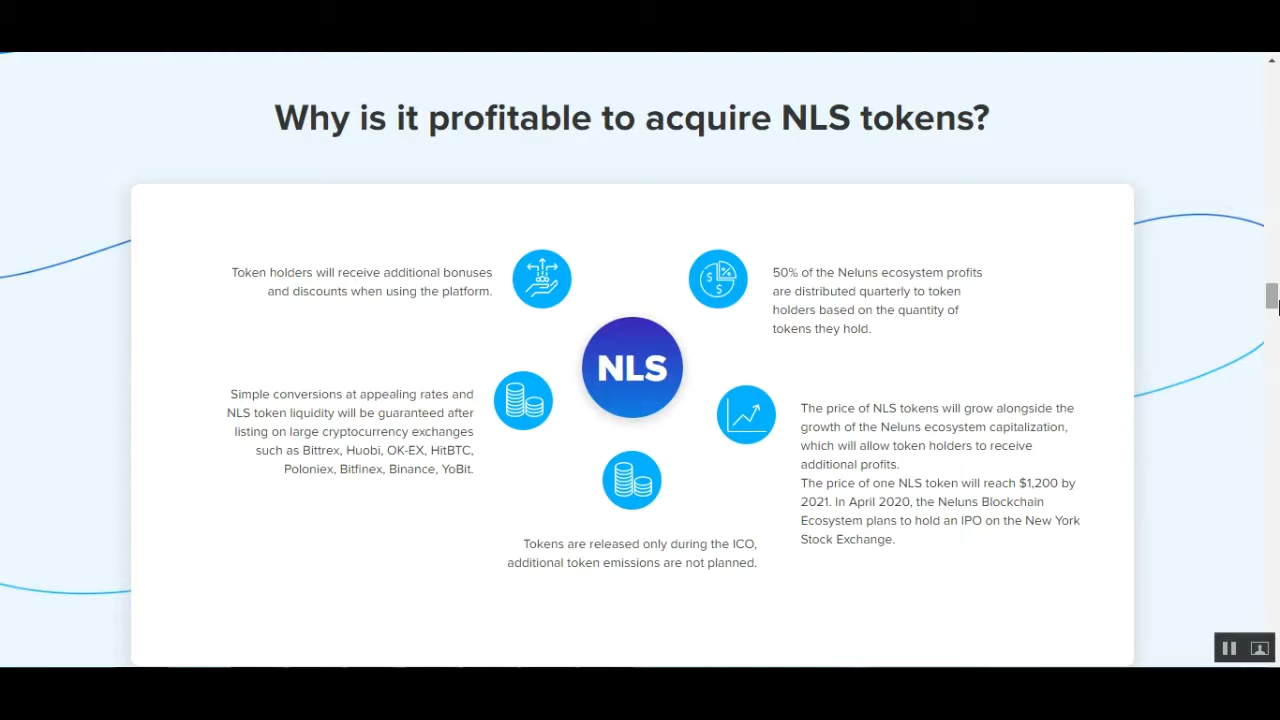 Why is it profitable to acquire NLS tokens?
Token holders will receive additional bonuses
and discounts when using the platform.
50% of the Neluns ecosystem profits
are distributed quarterly to token
holders based on the quantity of
tokens they hold.
NLS
Simple conversions at appealing rates and
NLS token liquidity will be guaranteed after
listing on large cryptocurrency exchanges
such as Bittrex, Huobi, OK-EX, HitBTC,
Poloniex, Bitfinex, Binance, YoBit.
The price of NLS tokens will grow alongside the
growth of the Neluns ecosystem capitalization,
which will allow token holders to receive
additional profits.
The price of one NLS token will reach $1,200 by
2021. In April 2020, the Neluns Blockchain
Ecosystem plans to hold an IPO on the New York
Stock Exchange.
Tokens are released only during the ICO,
additional token emissions are not planned.